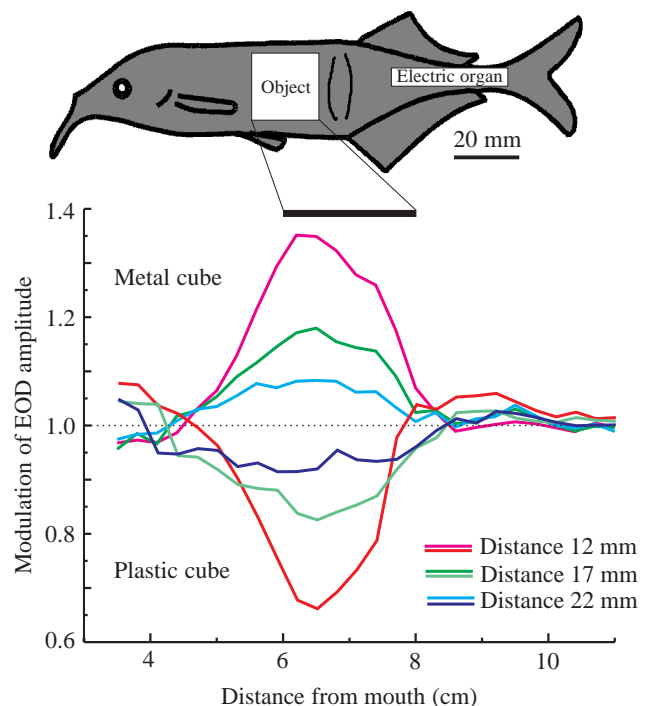 Object
Electric organ
20 mm
1.4
Metal cube
1.2
Modulation of EOD amplitude
1.0
0.8
Distance 12 mm
Plastic cube
Distance 17 mm
Distance 22 mm
0.6
4 6 8 10
Distance from mouth (cm)